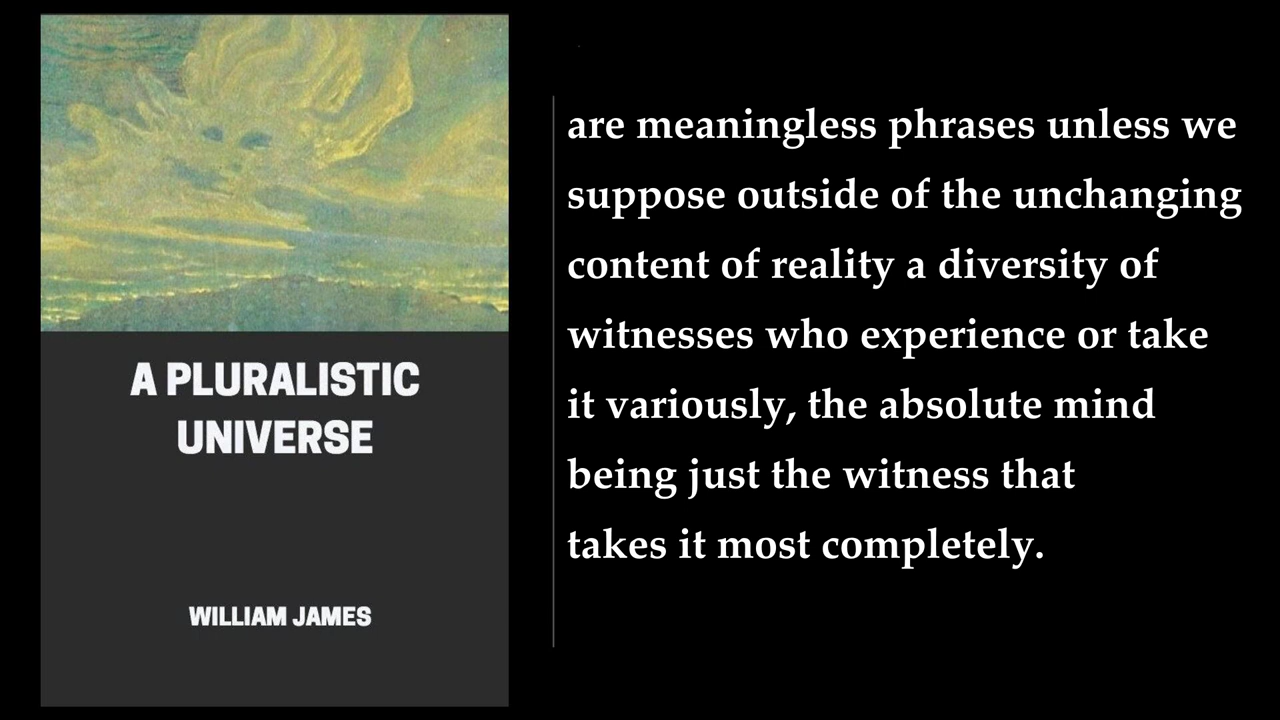 A PLURALISTIC
UNIVERSE
WILLIAM JAMES
are meaningless phrases unless we
suppose outside of the unchanging
content of reality a diversity of
witnesses who experience or take
it variously, the absolute mind
being just the witness that
takes it most completely.